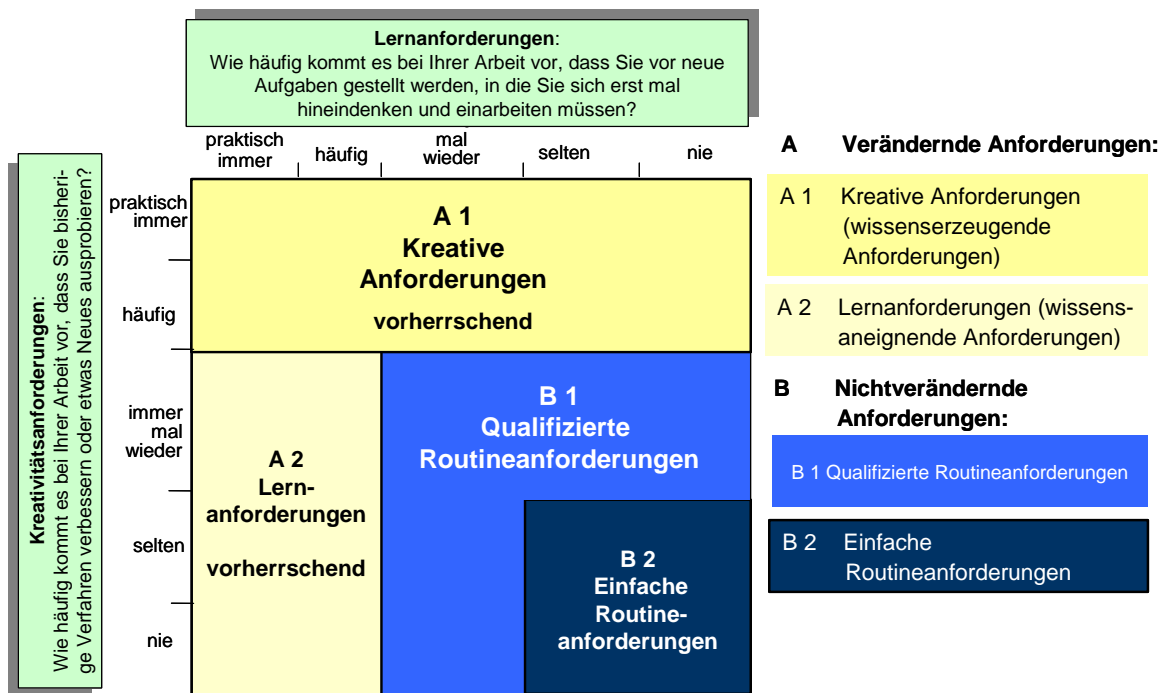 Lernanforderungen:
Wie häufig kommt es bei Ihrer Arbeit vor, dass Sie vor neue
Aufgaben gestellt werden, in die Sie sich erst mal
hineindenken und einarbeiten müssen?
praktisch
immer
häufig
mal
wieder
selten
nie
Kreativitätsanforderungen:
Wie häufig kommt es bei Ihrer Arbeit vor, dass Sie bisheri-
ge Verfahren verbessern oder etwas Neues ausprobieren?
praktisch
immer
häufig
immer
mal
wieder
selten
nie
A 1
Kreative
Anforderungen
vorherrschend
A 2
Lern-
anforderungen
vorherrschend
B 1
Qualifizierte
Routineanforderungen
B 2
Einfache
Routine-
anforderungen
A Verändernde Anforderungen:
A 1 Kreative Anforderungen
(wissenserzeugende
Anforderungen)
A 2 Lernanforderungen (wissens-
aneignende Anforderungen)
B Nichtverändernde
Anforderungen:
B 1 Qualifizierte Routineanforderungen
B 2 Einfache
Routineanforderungen